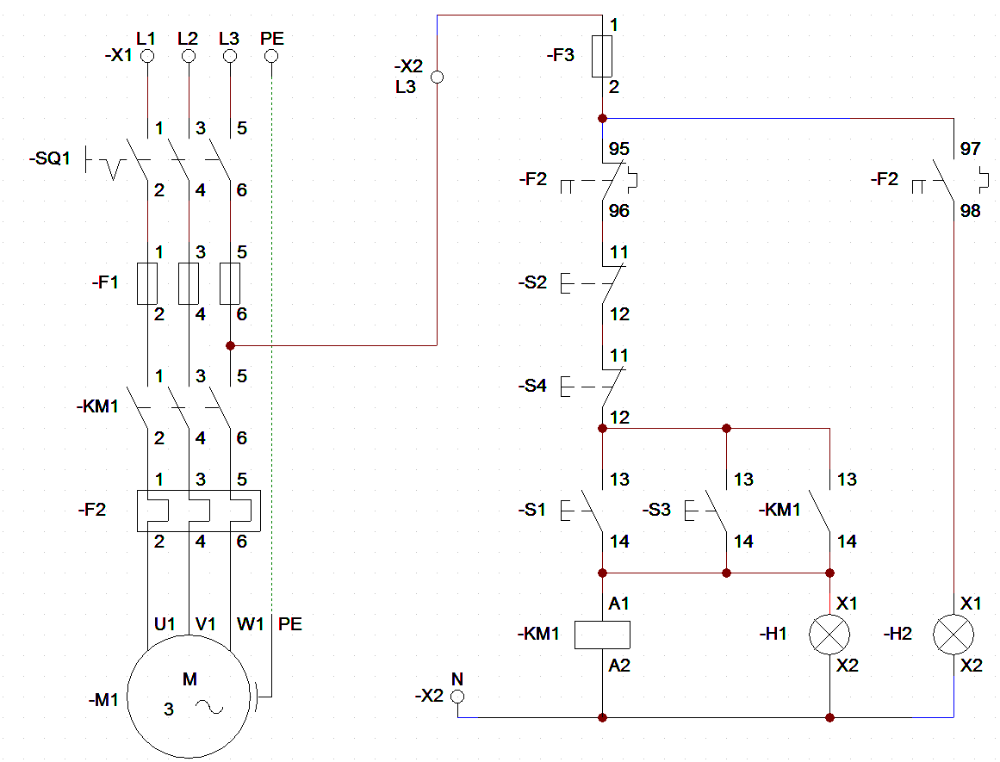 L1 L2 L3 PE
-X1
-X2
L3
1
-F3
2
1 3 5
-SQ1
2 4 6
95 97
-F2 -F2
96 98
1 3 5
-F1
2 4 6
11
-S2
12
1 3 5
-KM1
2 4 6
11
-S4
12
1 3 5
-F2
2 4 6
13 13 13
-S1 -S3 -KM1
14 14 14
U1 V1 W1 PE
M
3
-M1
A1 X1 X1
-KM1 -H1 -H2
A2 X2 X2
N
-X2